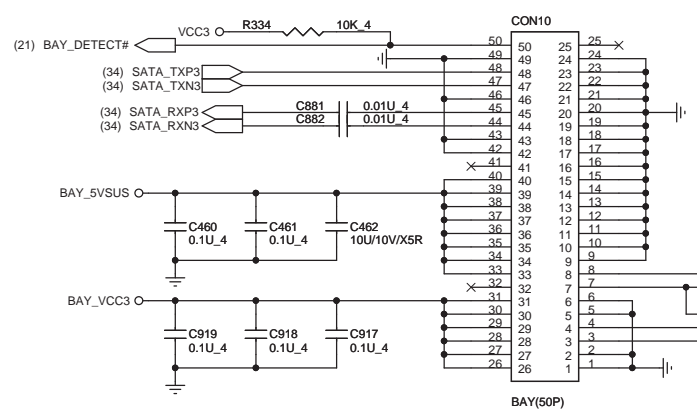 CON10
VCC3 R334 10K_4
(21) BAY_DETECT# 50 50 25 25
49 49 24 24
(34) SATA_TXP3 48 48 23 23
(34) SATA_TXN3 47 47 22 22
46 46 21 21
(34) SATA_RXP3 C881 0.01U_4 45 45 20 20
(34) SATA_RXN3 C882 0.01U_4 44 44 19 19
43 43 18 18
42 42 17 17
41 41 16 16
40 40 15 15
BAY_5VSUS 39 39 14 14
38 38 13 13
37 37 12 12
C460 C461 C462 36 36 11 11
0.1U_4 0.1U_4 10U/10V/X5R 35 35 10 10
34 34 9 9
33 33 8 8
32 32 7 7
BAY_VCC3 31 31 6 6
30 30 5 5
29 29 4 4
C919 C918 C917 28 28 3 3
0.1U_4 0.1U_4 0.1U_4 27 27 2 2
26 26 1 1
BAY(50P)